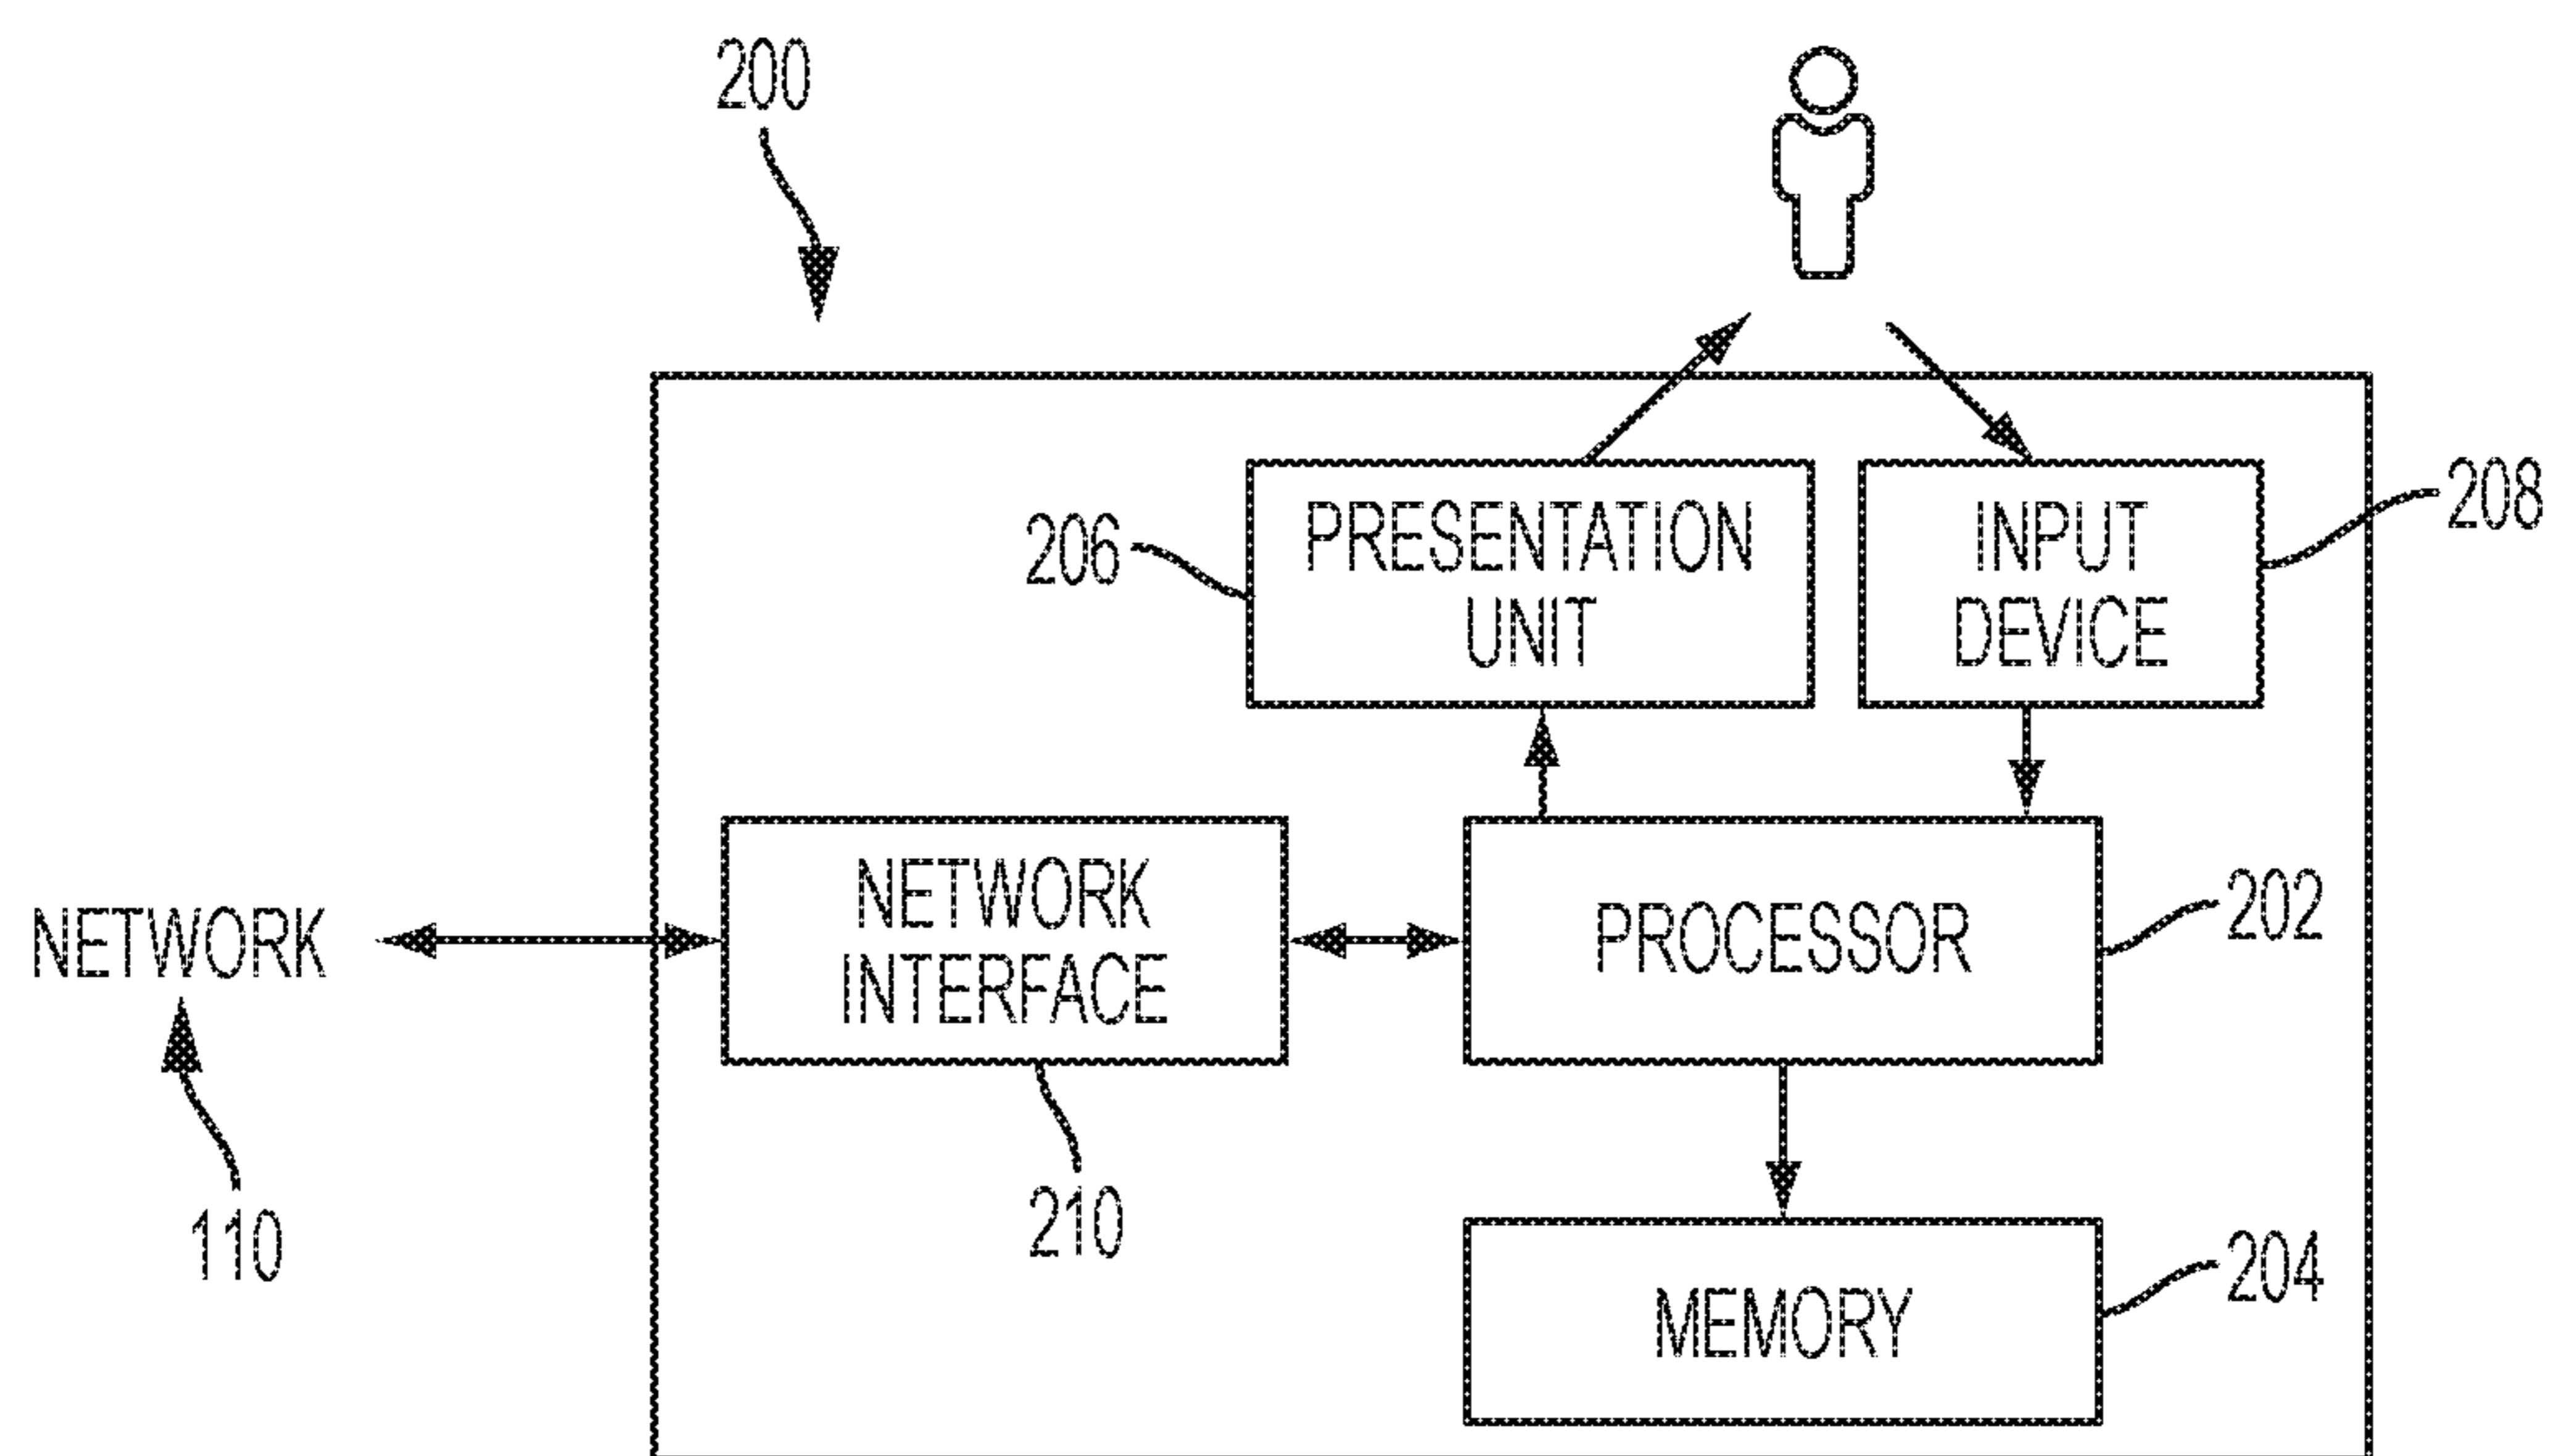 200
206
PRESENTATION
UNIT
INPUT
DEVICE
208
NETWORK
NETWORK
INTERFACE
PROCESSOR
202
110
210
MEMORY
204